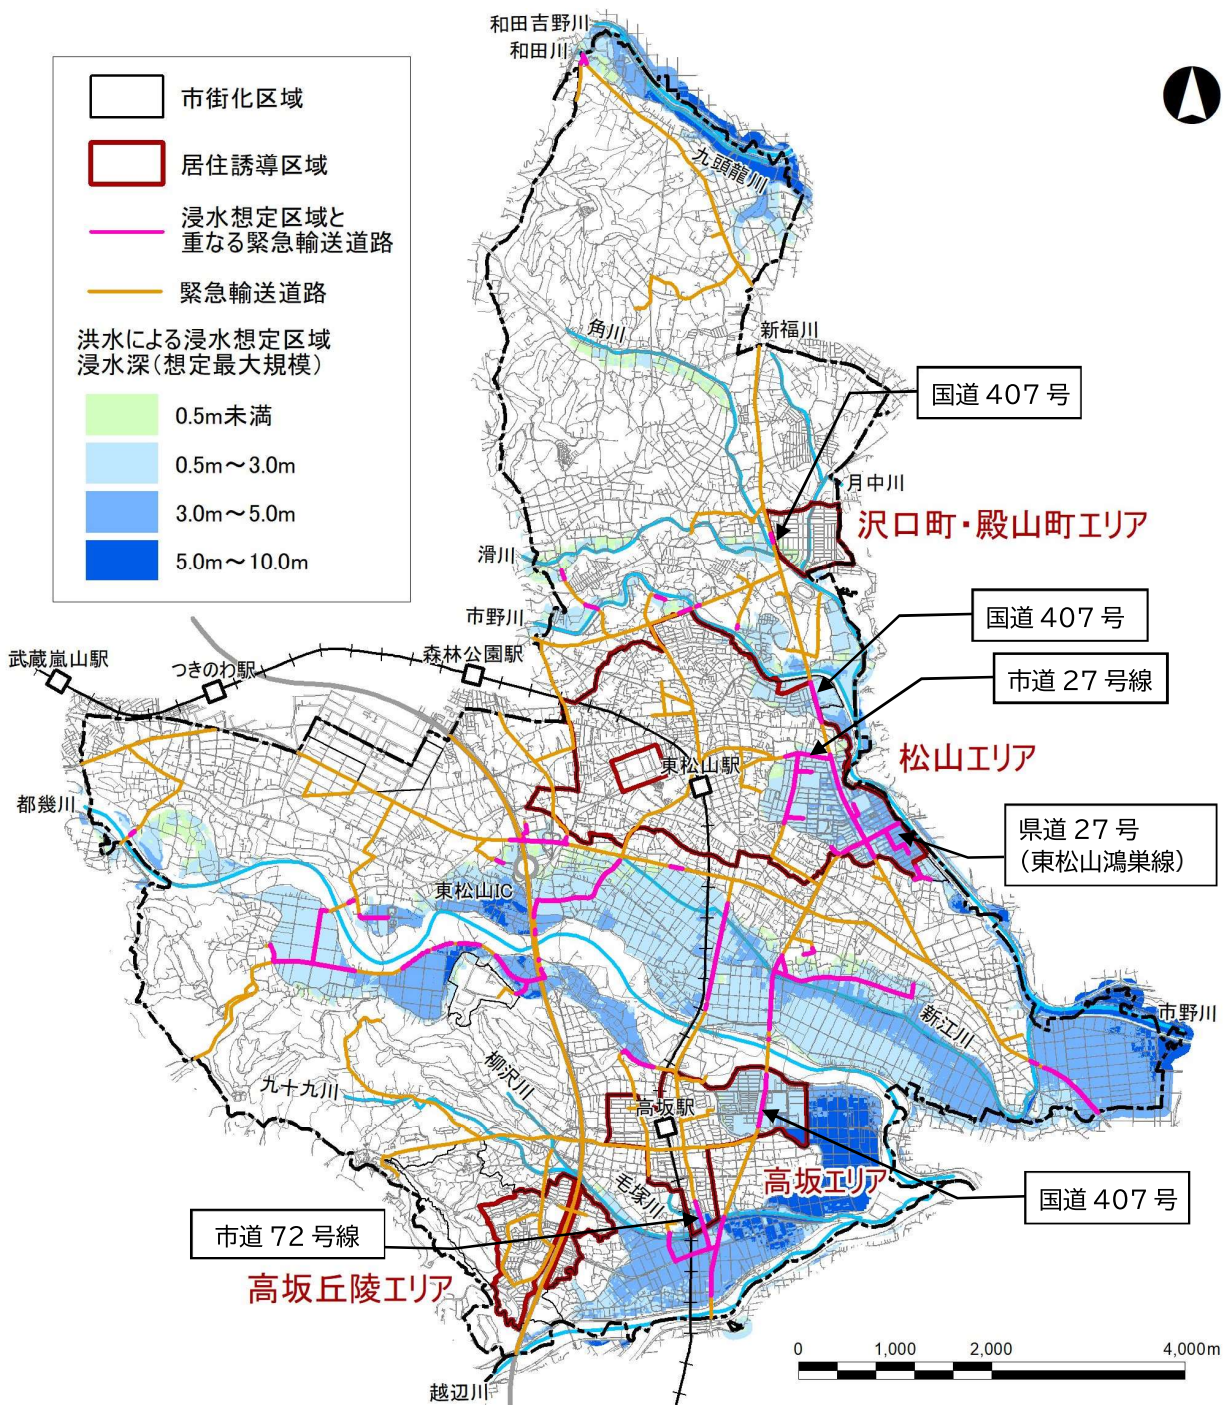 和田吉野川
和田川
市街化区域
居住誘導区域
浸水想定区域と
重なる緊急輸送道路
緊急輸送道路
洪水による浸水想定区域
浸水深(想定最大規模)
0.5m未満
0.5m～3.0m
3.0m～5.0m
5.0m～10.0m
九頭龍川
角川
新福川
国道 407 号
月中川
沢口町・殿山町エリア
滑川
市野川
国道 407 号
武蔵嵐山駅
つきのわ駅
森林公園駅
市道 27 号線
東松山駅
松山エリア
都幾川
県道 27 号
（東松山鴻巣線）
東松山IC
新江川
市野川
柳沢川
九十九川
高坂駅
高坂エリア
毛塚川
国道 407 号
市道 72 号線
高坂丘陵エリア
越辺川
0 1,000 2,000 4,000m